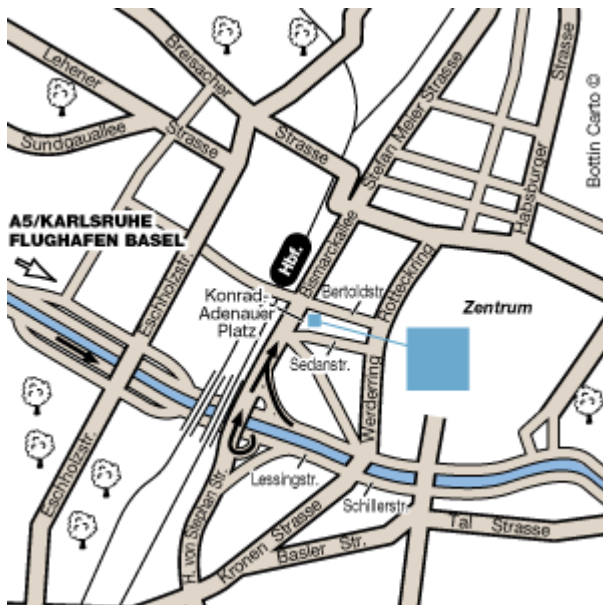 Lehener
Strasse
Breisacher
Strasse
Sundgauallee
Stefan Meier Strasse
Habsburger
Strasse
Bottin Carto ©
A5/KARLSRUHE
FLUGHAFEN BASEL
Hbf.
Bismarckallee
Eschholzstr.
Konrad-
Adenauer
Platz
Bertoldstr.
Rotteckring
Zentrum
Sedanstr.
Werderring
Eschholzstr.
Lessingstr.
H. von Stephan Str.
Schillerstr.
Kronen Strasse
Basler Str.
Tal Strasse